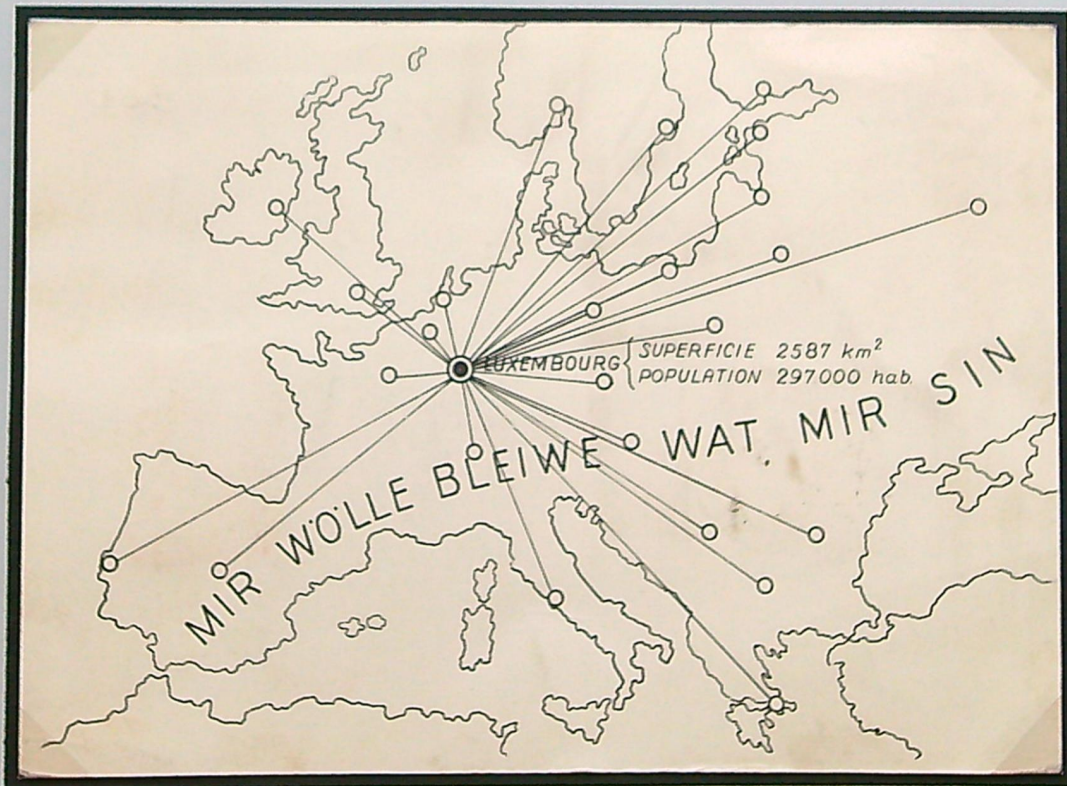 LUXEMBOURG
SUPERFICIE 2587 km²
POPULATION 297000 hab.
MIR WÖLLE BLEIWE WAT MIR SIN